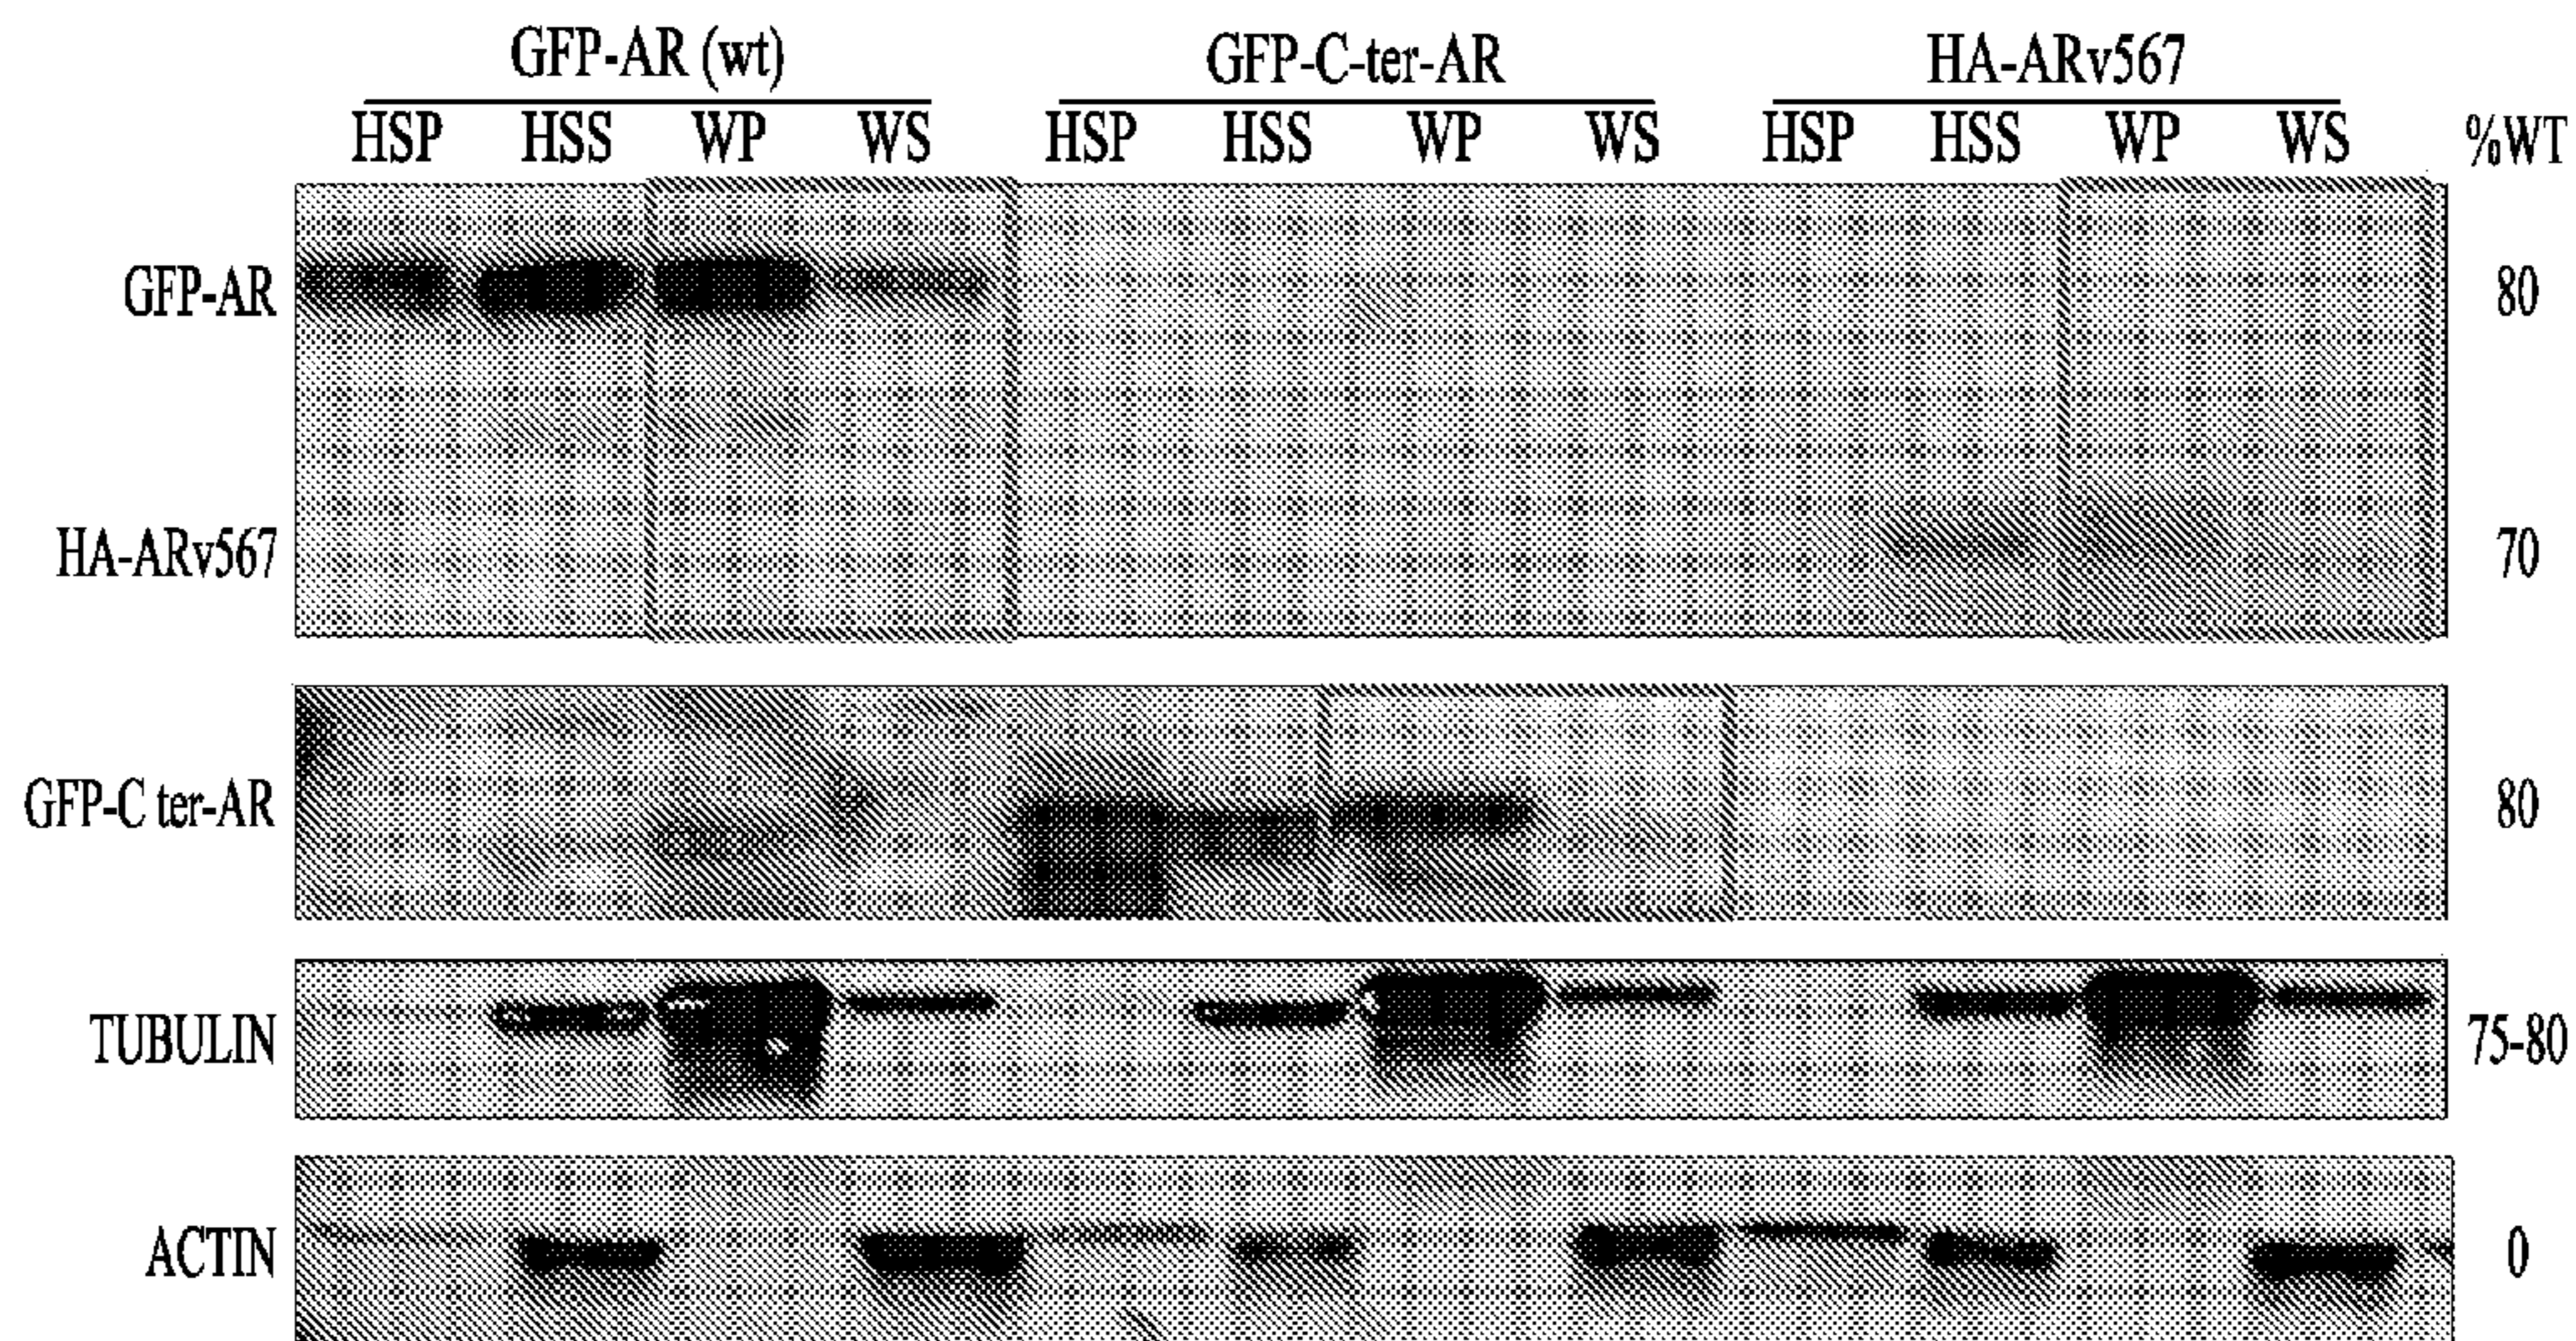 GFP-AR (wt) GFP-C-ter-AR HA-ARv567
HSP HSS WP WS HSP HSS WP WS HSP HSS WP WS %WT
GFP-AR 80
HA-ARv567 70
GFP-C ter-AR 80
TUBULIN 75-80
ACTIN 0